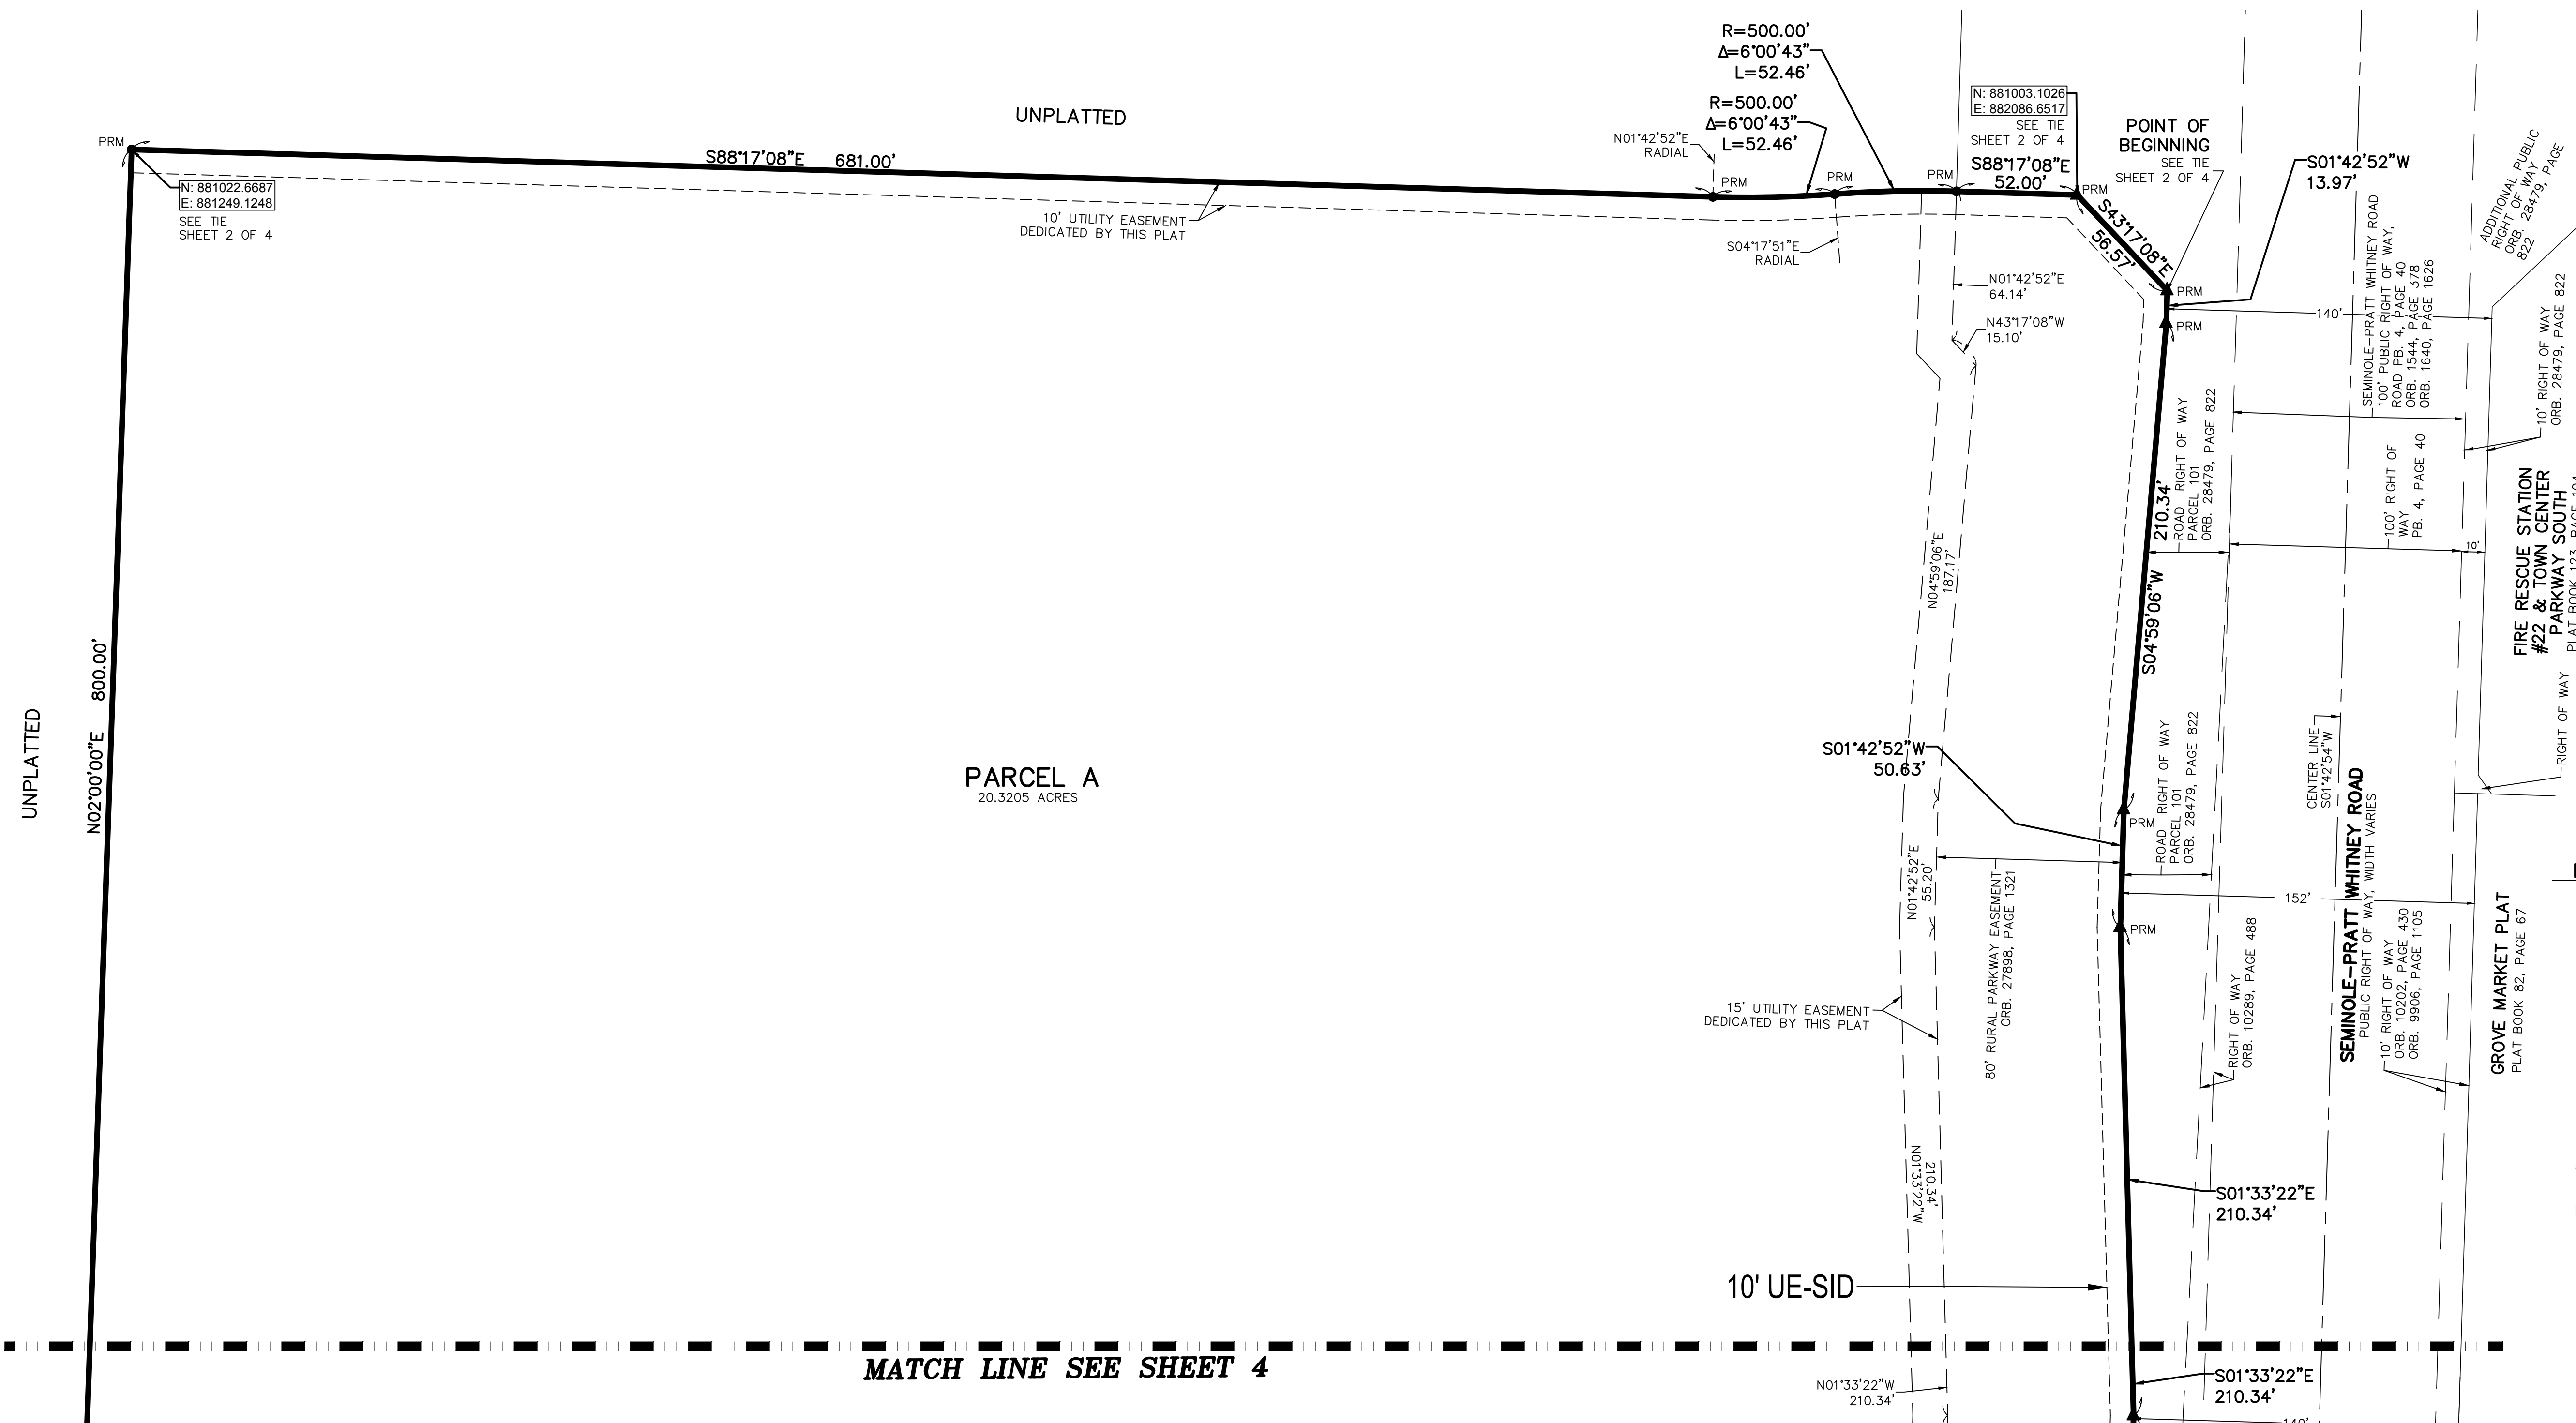 R=500.00'
Δ=6°00'43"
L=52.46'
R=500.00'
Δ=6°00'43"
L=52.46'
UNPLATTED
PRM
S88°17'08"E 681.00'
N: 881022.6687
E: 881249.1248
SEE TIE
SHEET 2 OF 4
10' UTILITY EASEMENT
DEDICATED BY THIS PLAT
N01°42'52"E
RADIAL
PRM
PRM
PRM
S04°17'51"E
RADIAL
N: 881003.1026
E: 882086.6517
SEE TIE
SHEET 2 OF 4
S88°17'08"E
52.00'
PRM
POINT OF
BEGINNING
SEE TIE
SHEET 2 OF 4
S43°17'08"E
56.57'
PRM
PRM
S01°42'52"W
13.97'
N01°42'52"E
64.14'
N43°17'08"W
15.10'
140'
SEMINOLE-PRATT WHITNEY ROAD
100' PUBLIC RIGHT OF WAY,
ROAD PB. 4, PAGE 40
ORB. 1544, PAGE 378
ORB. 1640, PAGE 1626
ADDITIONAL PUBLIC
RIGHT OF WAY
ORB. 28479, PAGE
822
10' RIGHT OF WAY
ORB. 28479, PAGE 822
210.34'
S04°59'06"W
ROAD RIGHT OF WAY
PARCEL 101
ORB. 28479, PAGE 822
100' RIGHT OF
WAY
PB. 4, PAGE 40
10'
FIRE RESCUE STATION
#22 & TOWN CENTER
PARKWAY SOUTH
PLAT BOOK 123, PAGE 194
RIGHT OF WAY
N04°59'06"E
187.17'
UNPLATTED
N02°00'00"E 800.00'
PARCEL A
20.3205 ACRES
S01°42'52"W
50.63'
PRM
ROAD RIGHT OF WAY
PARCEL 101
ORB. 28479, PAGE 822
CENTER LINE
S01°42'54"W
SEMINOLE-PRATT WHITNEY ROAD
PUBLIC RIGHT OF WAY, WIDTH VARIES
152'
N01°42'52"E
55.20'
80' RURAL PARKWAY EASEMENT
ORB. 27898, PAGE 1321
PRM
RIGHT OF WAY
ORB. 10289, PAGE 488
10' RIGHT OF WAY
ORB. 10202, PAGE 430
ORB. 9906, PAGE 1105
GROVE MARKET PLAT
PLAT BOOK 82, PAGE 67
15' UTILITY EASEMENT
DEDICATED BY THIS PLAT
210.34'
N01°33'22"W
S01°33'22"E
210.34'
10' UE-SID
MATCH LINE SEE SHEET 4
N01°33'22"W
210.34'
S01°33'22"E
210.34'
140'